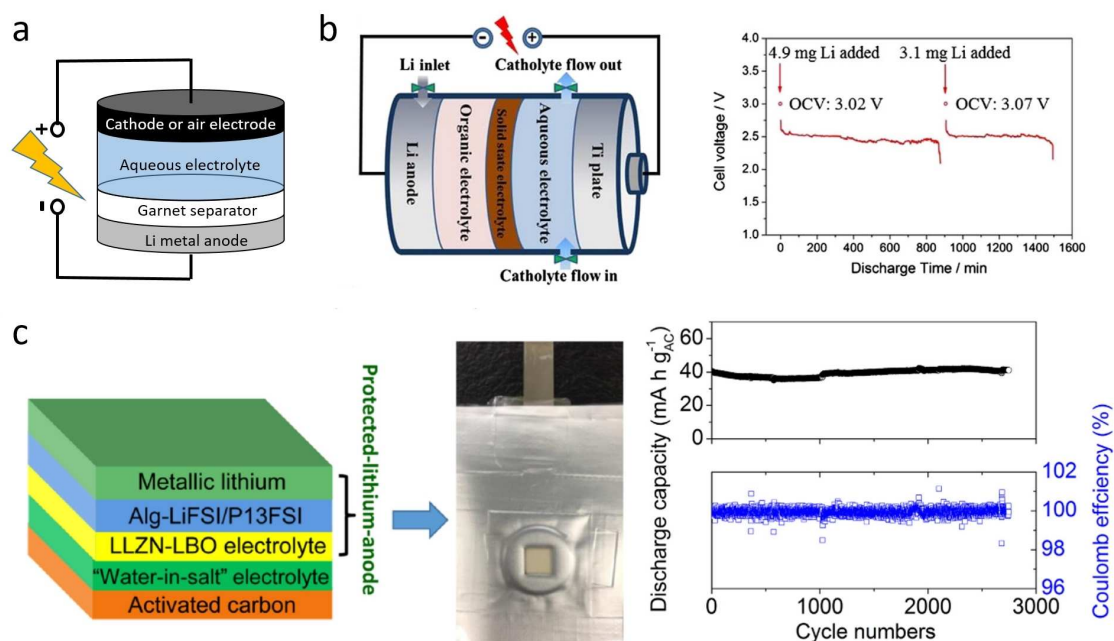 a
+
-
Cathode or air electrode
Aqueous electrolyte
Garnet separator
Li metal anode
b
Li inlet
- +
Catholyte flow out
Li anode
Organic electrolyte
Solid state electrolyte
Aqueous electrolyte
Ti plate
Catholyte flow in
4.9 mg Li added
3.1 mg Li added
OCV: 3.02 V
OCV: 3.07 V
Cell voltage / V
4.0
3.5
3.0
2.5
2.0
1.5
1.0
0 200 400 600 800 1000 1200 1400 1600
Discharge Time / min
c
Metallic lithium
Alg-LiFSI/P13FSI
LLZN-LBO electrolyte
"Water-in-salt" electrolyte
Activated carbon
Protected-lithium-anode
Discharge capacity (mA h g⁻¹AC)
60
40
20
0
Coulomb effciency (%)
102
100
98
96
0 1000 2000 3000
Cycle numbers